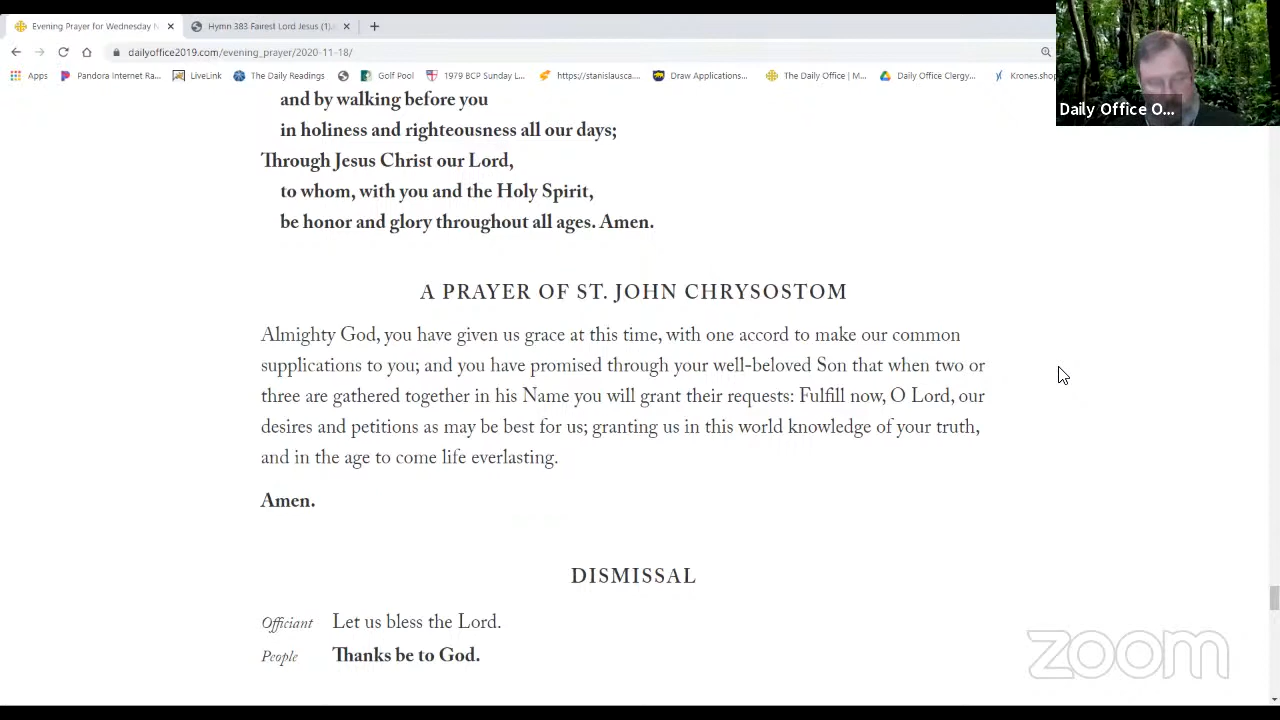 Evening Prayer for Wednesday N
Hymn 383 Fairest Lord Jesus (1).
dailyoffice2019.com/evening_prayer/2020-11-18/
Apps
Pandora Internet Ra...
LiveLink
The Daily Readings
Golf Pool
1979 BCP Sunday L...
https://stanislausca...
Draw Applications...
The Daily Office | M...
Daily Office Clergy...
Krones.shop
Daily Office O...
and by walking before you
in holiness and righteousness all our days;
Through Jesus Christ our Lord,
to whom, with you and the Holy Spirit,
be honor and glory throughout all ages. Amen.
A PRAYER OF ST. JOHN CHRYSOSTOM
Almighty God, you have given us grace at this time, with one accord to make our common
supplications to you; and you have promised through your well-beloved Son that when two or
three are gathered together in his Name you will grant their requests: Fulfill now, O Lord, our
desires and petitions as may be best for us; granting us in this world knowledge of your truth,
and in the age to come life everlasting.
Amen.
DISMISSAL
Officiant Let us bless the Lord.
People Thanks be to God.
zoom